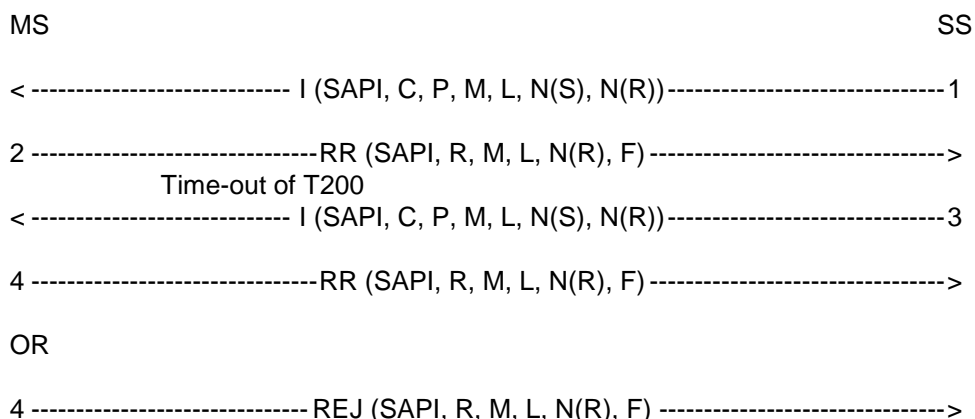 MS SS
< ----------------------------- I (SAPI, C, P, M, L, N(S), N(R))------------------------------- 1
2 --------------------------------RR (SAPI, R, M, L, N(R), F) --------------------------------->
Time-out of T200
< ----------------------------- I (SAPI, C, P, M, L, N(S), N(R))------------------------------- 3
4 --------------------------------RR (SAPI, R, M, L, N(R), F) --------------------------------->
OR
4 ------------------------------- REJ (SAPI, R, M, L, N(R), F) -------------------------------->